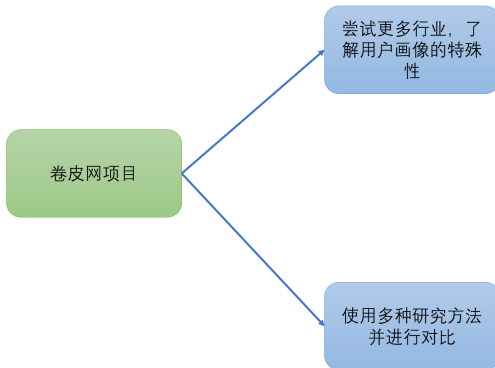 尝试更多行业，了
解用户画像的特殊
性
卷皮网项目
使用多种研究方法
并进行对比